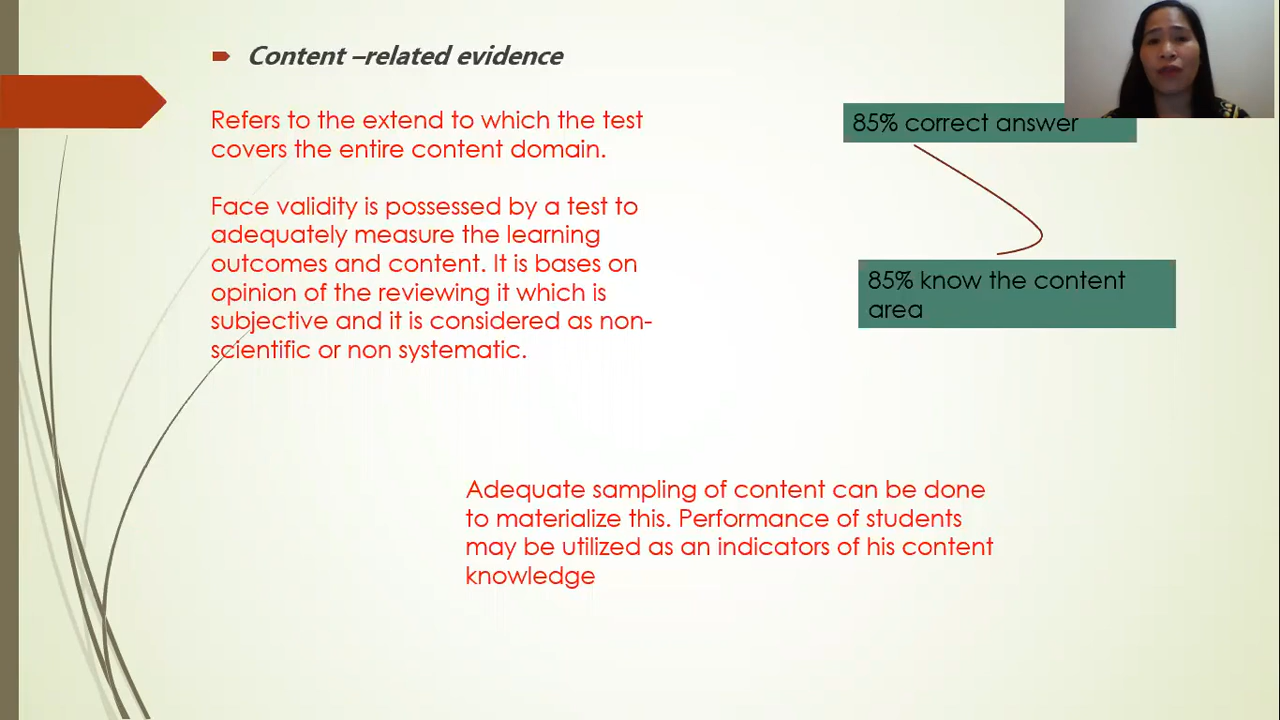 Content –related evidence
Refers to the extend to which the test
covers the entire content domain.
Face validity is possessed by a test to
adequately measure the learning
outcomes and content. It is bases on
opinion of the reviewing it which is
subjective and it is considered as non-
scientific or non systematic.
85% correct answer
85% know the content
area
Adequate sampling of content can be done
to materialize this. Performance of students
may be utilized as an indicators of his content
knowledge